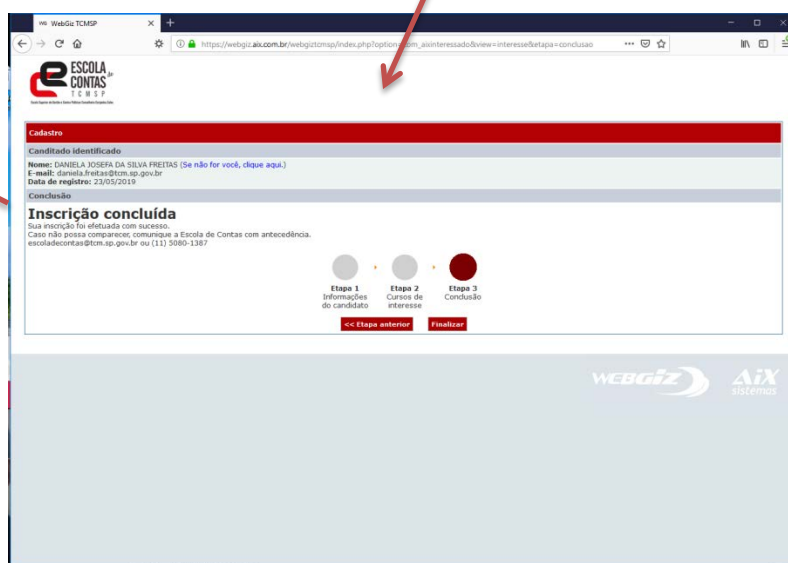 WebGiz TCMSP
https://webgiz.aix.com.br/webgiztcmsp/index.php?option=com_aixinteressado&view=interesse&etapa=conclusao
ESCOLA de
CONTAS
TCMSP
Cadastro
Canditado identificado
Nome: DANIELA JOSEFA DA SILVA FREITAS (Se não for você, clique aqui.)
E-mail: daniela.freitas@tcm.sp.gov.br
Data de registro: 23/05/2019
Conclusão
Inscrição concluída
Sua inscrição foi efetuada com sucesso.
Caso não possa comparecer, comunique a Escola de Contas com antecedência.
escoladecontas@tcm.sp.gov.br ou (11) 5080-1387
Etapa 1 Etapa 2 Etapa 3
Informações Cursos de Conclusão
do candidato interesse
<< Etapa anterior Finalizar
WEBGIZ AIX
sistemas